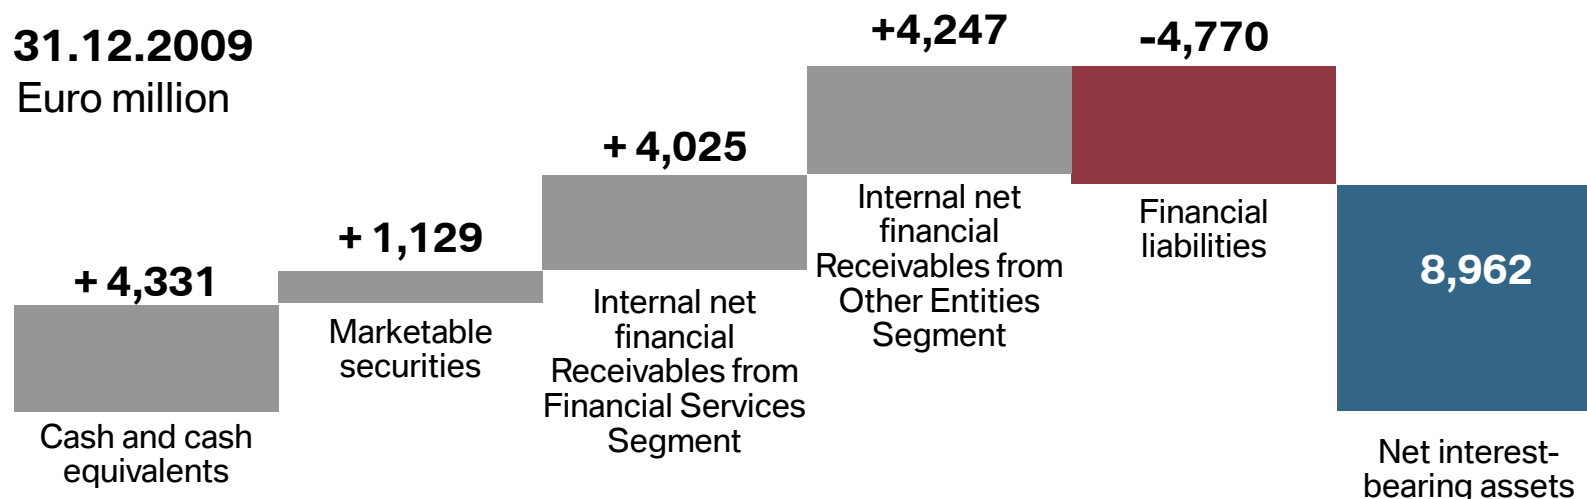 31.12.2009
Euro million
+ 4,331
Cash and cash
equivalents
+ 1,129
Marketable
securities
+ 4,025
Internal net
financial
Receivables from
Financial Services
Segment
+4,247
Internal net
financial
Receivables from
Other Entities
Segment
-4,770
Financial
liabilities
8,962
Net interest-
bearing assets